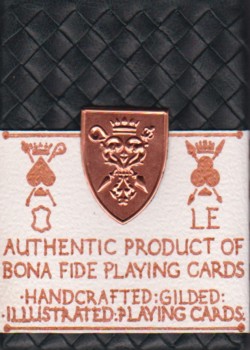 LE
AUTHENTIC PRODUCT OF
BONA FIDE PLAYING CARDS
·HANDCRAFTED:GILDED:
·ILLUSTRATED:PLAYING CARDS·